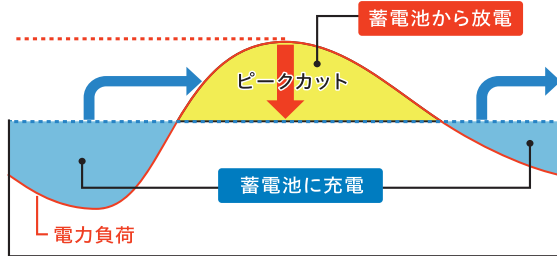 蓄電池から放電
ピークカット
蓄電池に充電
電力負荷